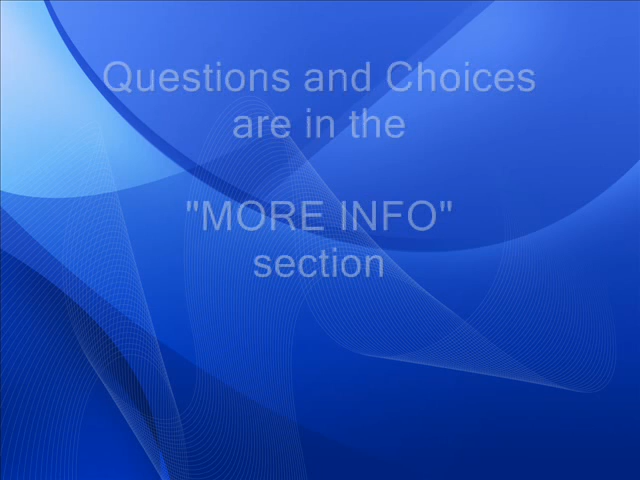 Questions and Choices
are in the
"MORE INFO"
section